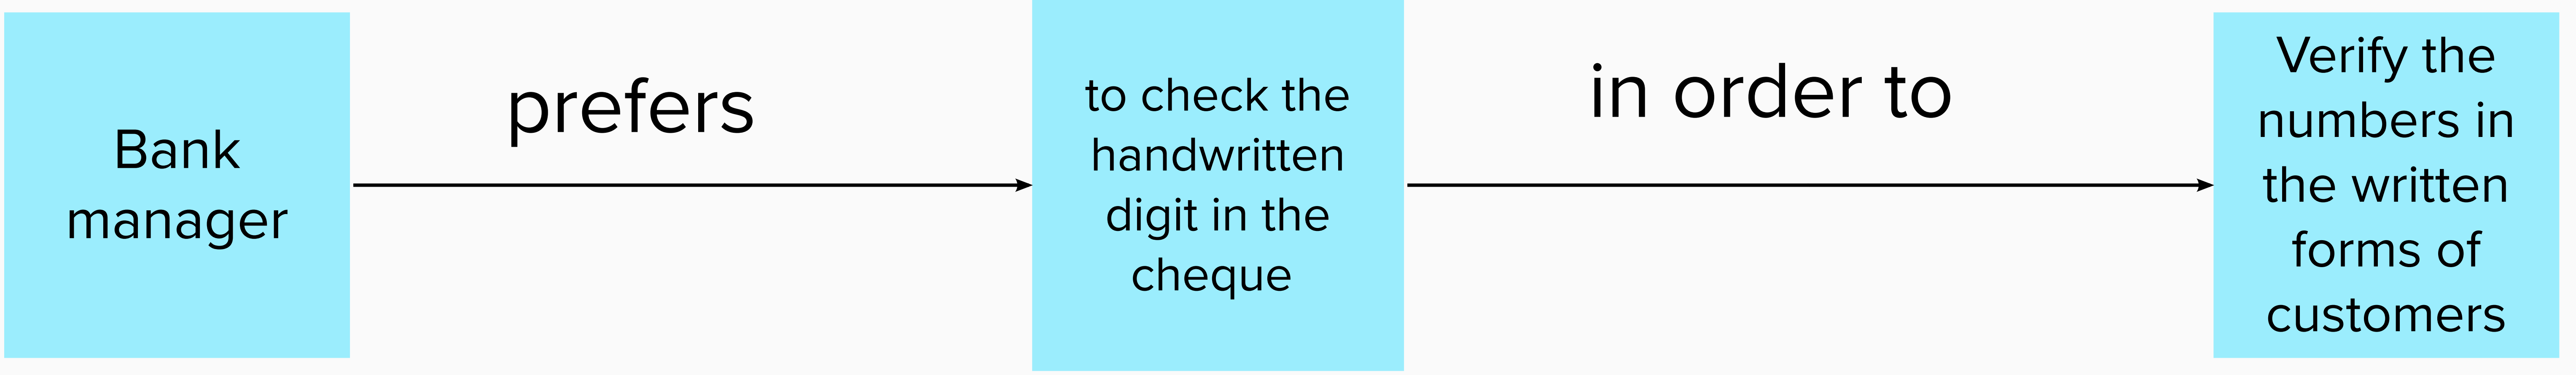 Bank
manager
prefers
to check the
handwritten
digit in the
cheque
in order to
Verify the
numbers in
the written
forms of
customers